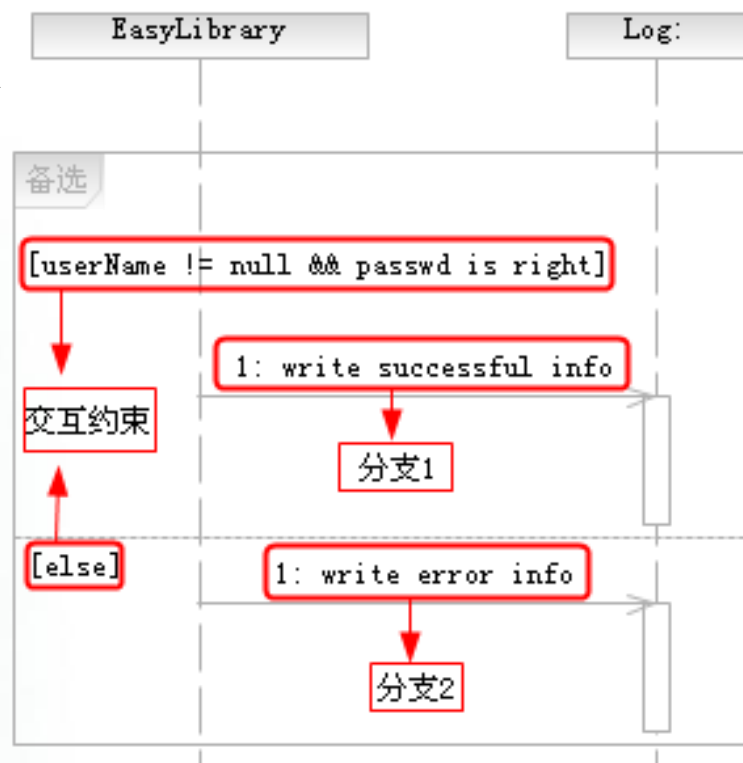 EasyLibrary
Log:
备选
[userName != null && passwd is right]
1: write successful info
交互约束
分支1
[else]
1: write error info
分支2